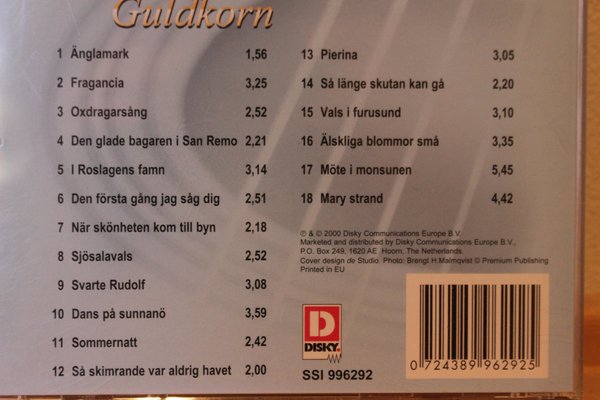 Guldkorn
1 Änglamark 1,56
2 Fragancia 3,25
3 Oxdragarsång 2,52
4 Den glade bagaren i San Remo 2,21
5 I Roslagens famn 3,14
6 Den första gång jag såg dig 2,51
7 När skönheten kom till byn 2,18
8 Sjösalavals 2,52
9 Svarte Rudolf 3,08
10 Dans på sunnanö 3,59
11 Sommernatt 2,42
12 Så skimrande var aldrig havet 2,00
13 Pierina 3,05
14 Så länge skutan kan gå 2,20
15 Vals i furusund 3,10
16 Älskliga blommor små 3,35
17 Möte i monsunen 5,45
18 Mary strand 4,42
℗ & © 2000 Disky Communications Europe B.V.
Marketed and distributed by Disky Communications Europe B.V.,
P.O. Box 249, 1620 AE Hoorn, The Netherlands.
Cover design de Studio. Photo: Brengt H.Malmqvist © Premium Publishing
Printed in EU
D
DISKY
SSI 996292
0 724389 962925